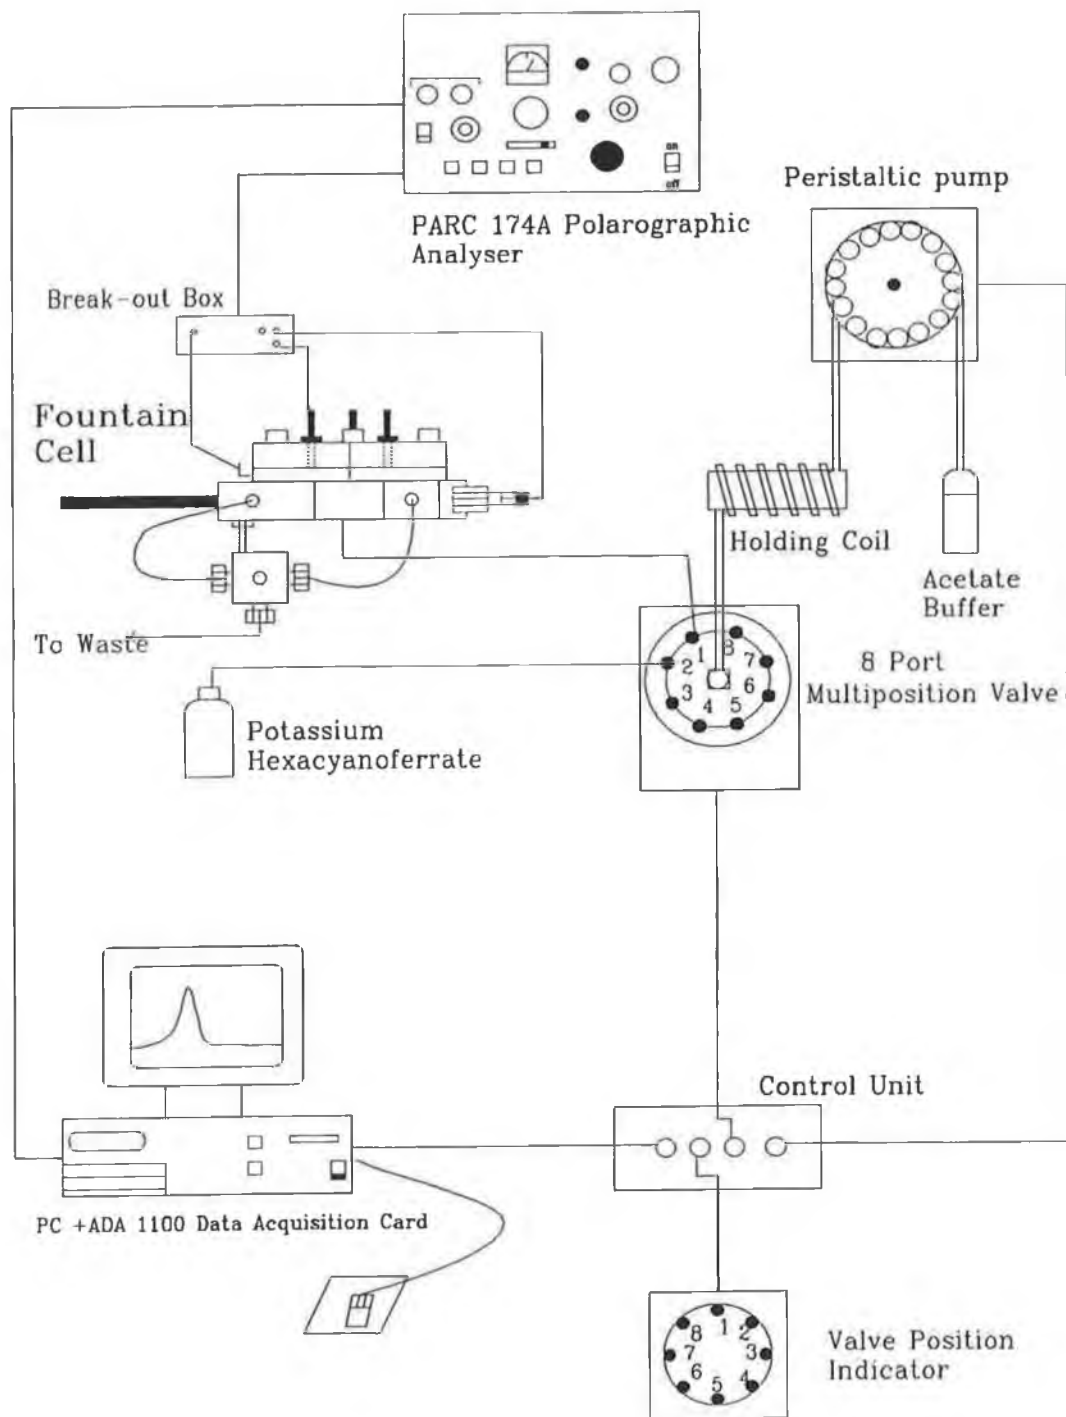 on
off
PARC 174A Polarographic
Analyser
Peristaltic pump
Break-out Box
Fountain
Cell
Holding Coil
Acetate
Buffer
To Waste
8 Port
Multiposition Valve
1
2
3
4
5
6
7
8
Potassium
Hexacyanoferrate
Control Unit
PC +ADA 1100 Data Acquisition Card
1
2
3
4
5
6
7
8
Valve Position
Indicator